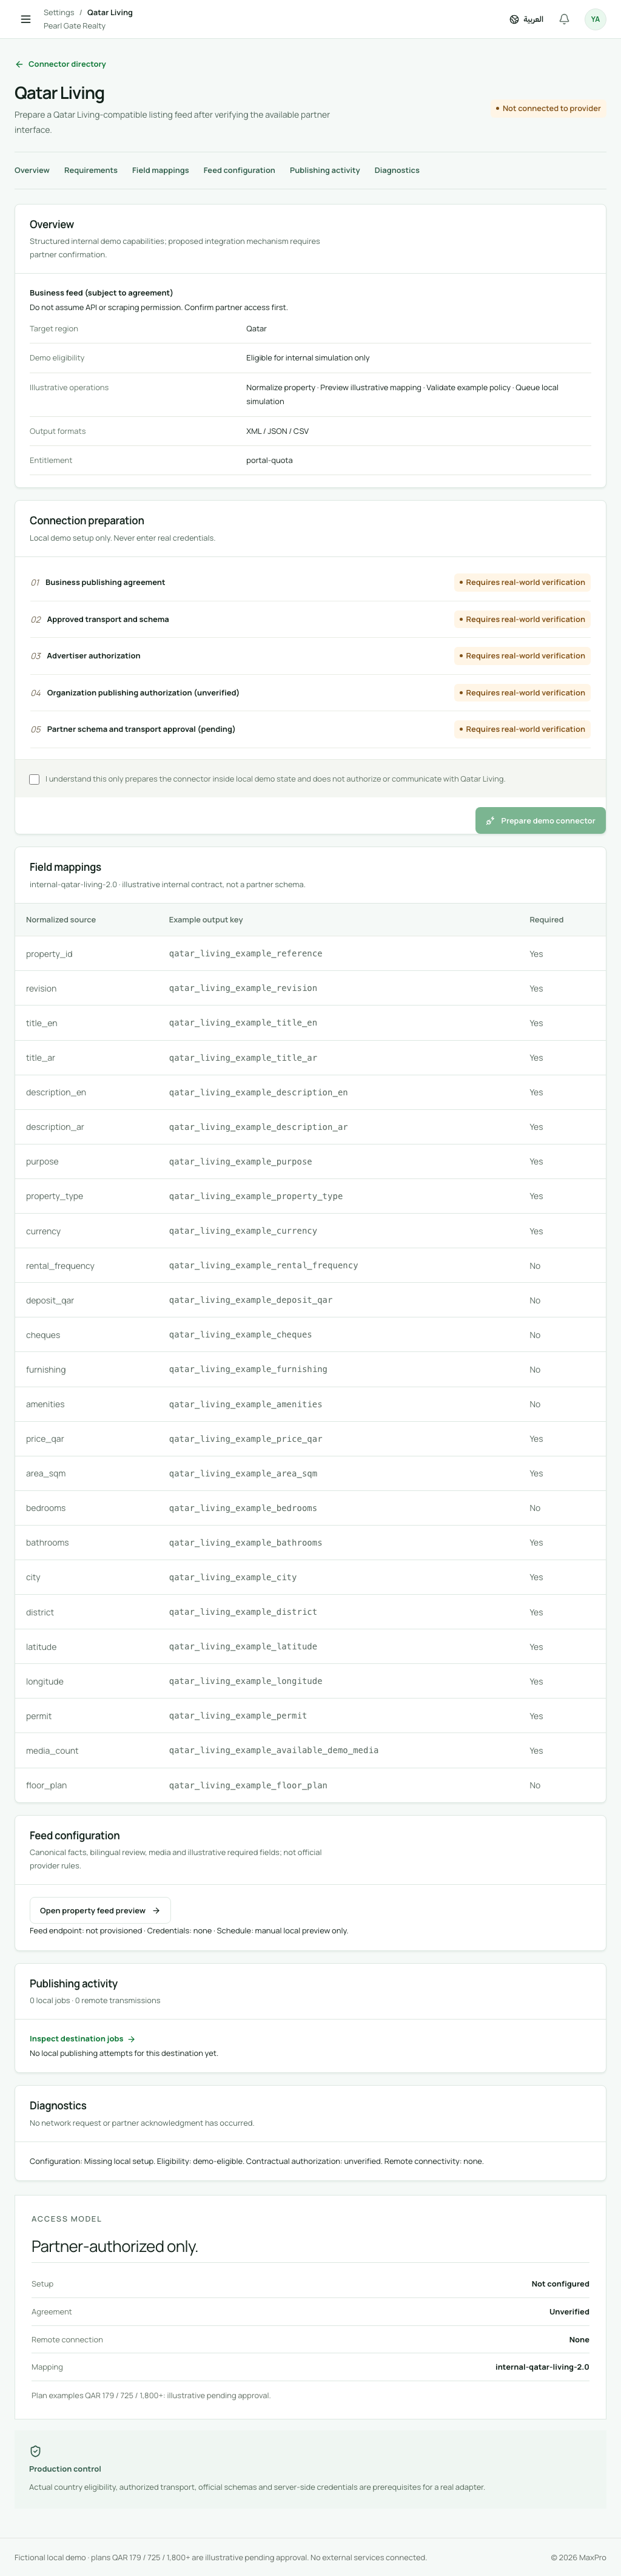 Settings / Qatar Living
Pearl Gate Realty
العربية
YA
Connector directory
Qatar Living
Prepare a Qatar Living-compatible listing feed after verifying the available partner
interface.
Not connected to provider
Overview Requirements Field mappings Feed configuration Publishing activity Diagnostics
Overview
Structured internal demo capabilities; proposed integration mechanism requires
partner confirmation.
Business feed (subject to agreement)
Do not assume API or scraping permission. Confirm partner access first.
Target region Qatar
Demo eligibility Eligible for internal simulation only
Illustrative operations Normalize property · Preview illustrative mapping · Validate example policy · Queue local
simulation
Output formats XML / JSON / CSV
Entitlement portal-quota
Connection preparation
Local demo setup only. Never enter real credentials.
01 Business publishing agreement Requires real-world verification
02 Approved transport and schema Requires real-world verification
03 Advertiser authorization Requires real-world verification
04 Organization publishing authorization (unverified) Requires real-world verification
05 Partner schema and transport approval (pending) Requires real-world verification
I understand this only prepares the connector inside local demo state and does not authorize or communicate with Qatar Living.
Prepare demo connector
Field mappings
internal-qatar-living-2.0 · illustrative internal contract, not a partner schema.
Normalized source Example output key Required
property_id qatar_living_example_reference Yes
revision qatar_living_example_revision Yes
title_en qatar_living_example_title_en Yes
title_ar qatar_living_example_title_ar Yes
description_en qatar_living_example_description_en Yes
description_ar qatar_living_example_description_ar Yes
purpose qatar_living_example_purpose Yes
property_type qatar_living_example_property_type Yes
currency qatar_living_example_currency Yes
rental_frequency qatar_living_example_rental_frequency No
deposit_qar qatar_living_example_deposit_qar No
cheques qatar_living_example_cheques No
furnishing qatar_living_example_furnishing No
amenities qatar_living_example_amenities No
price_qar qatar_living_example_price_qar Yes
area_sqm qatar_living_example_area_sqm Yes
bedrooms qatar_living_example_bedrooms No
bathrooms qatar_living_example_bathrooms Yes
city qatar_living_example_city Yes
district qatar_living_example_district Yes
latitude qatar_living_example_latitude Yes
longitude qatar_living_example_longitude Yes
permit qatar_living_example_permit Yes
media_count qatar_living_example_available_demo_media Yes
floor_plan qatar_living_example_floor_plan No
Feed configuration
Canonical facts, bilingual review, media and illustrative required fields; not official
provider rules.
Open property feed preview
Feed endpoint: not provisioned · Credentials: none · Schedule: manual local preview only.
Publishing activity
0 local jobs · 0 remote transmissions
Inspect destination jobs
No local publishing attempts for this destination yet.
Diagnostics
No network request or partner acknowledgment has occurred.
Configuration: Missing local setup. Eligibility: demo-eligible. Contractual authorization: unverified. Remote connectivity: none.
ACCESS MODEL
Partner-authorized only.
Setup Not configured
Agreement Unverified
Remote connection None
Mapping internal-qatar-living-2.0
Plan examples QAR 179 / 725 / 1,800+: illustrative pending approval.
Production control
Actual country eligibility, authorized transport, official schemas and server-side credentials are prerequisites for a real adapter.
Fictional local demo · plans QAR 179 / 725 / 1,800+ are illustrative pending approval. No external services connected.
© 2026 MaxPro